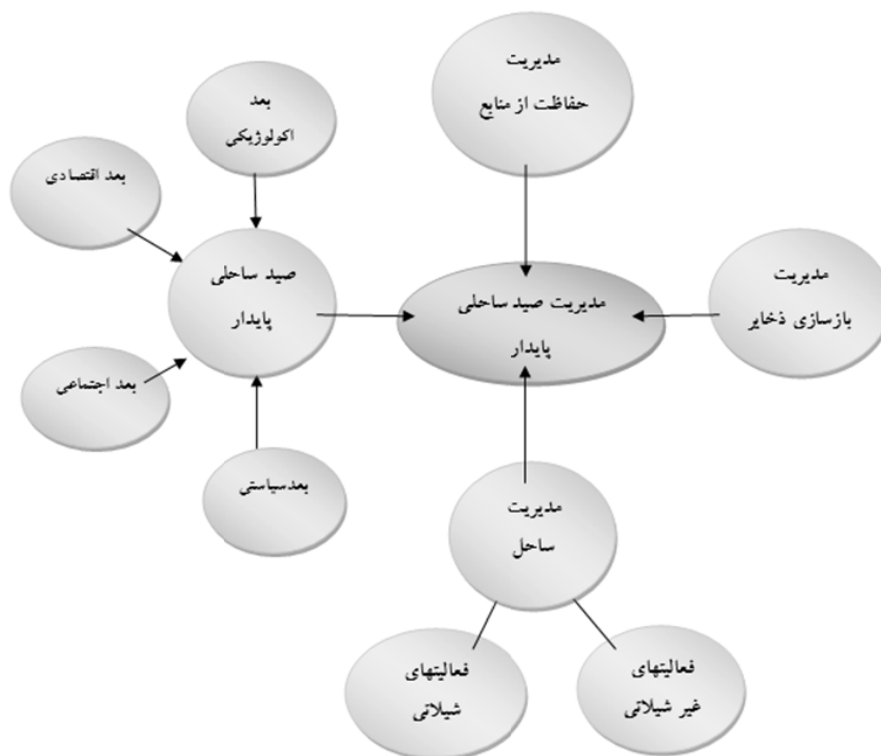 مدیریت
حفاظت از منابع
بعد
اکولوژیکی
بعد اقتصادی
صید ساحلی
پایدار
مدیریت صید ساحلی
پایدار
مدیریت
بازسازی ذخایر
بعد اجتماعی
بعدسیاستی
مدیریت
ساحل
فعالیتهای
شیلاتی
فعالیتهای
غیر شیلاتی